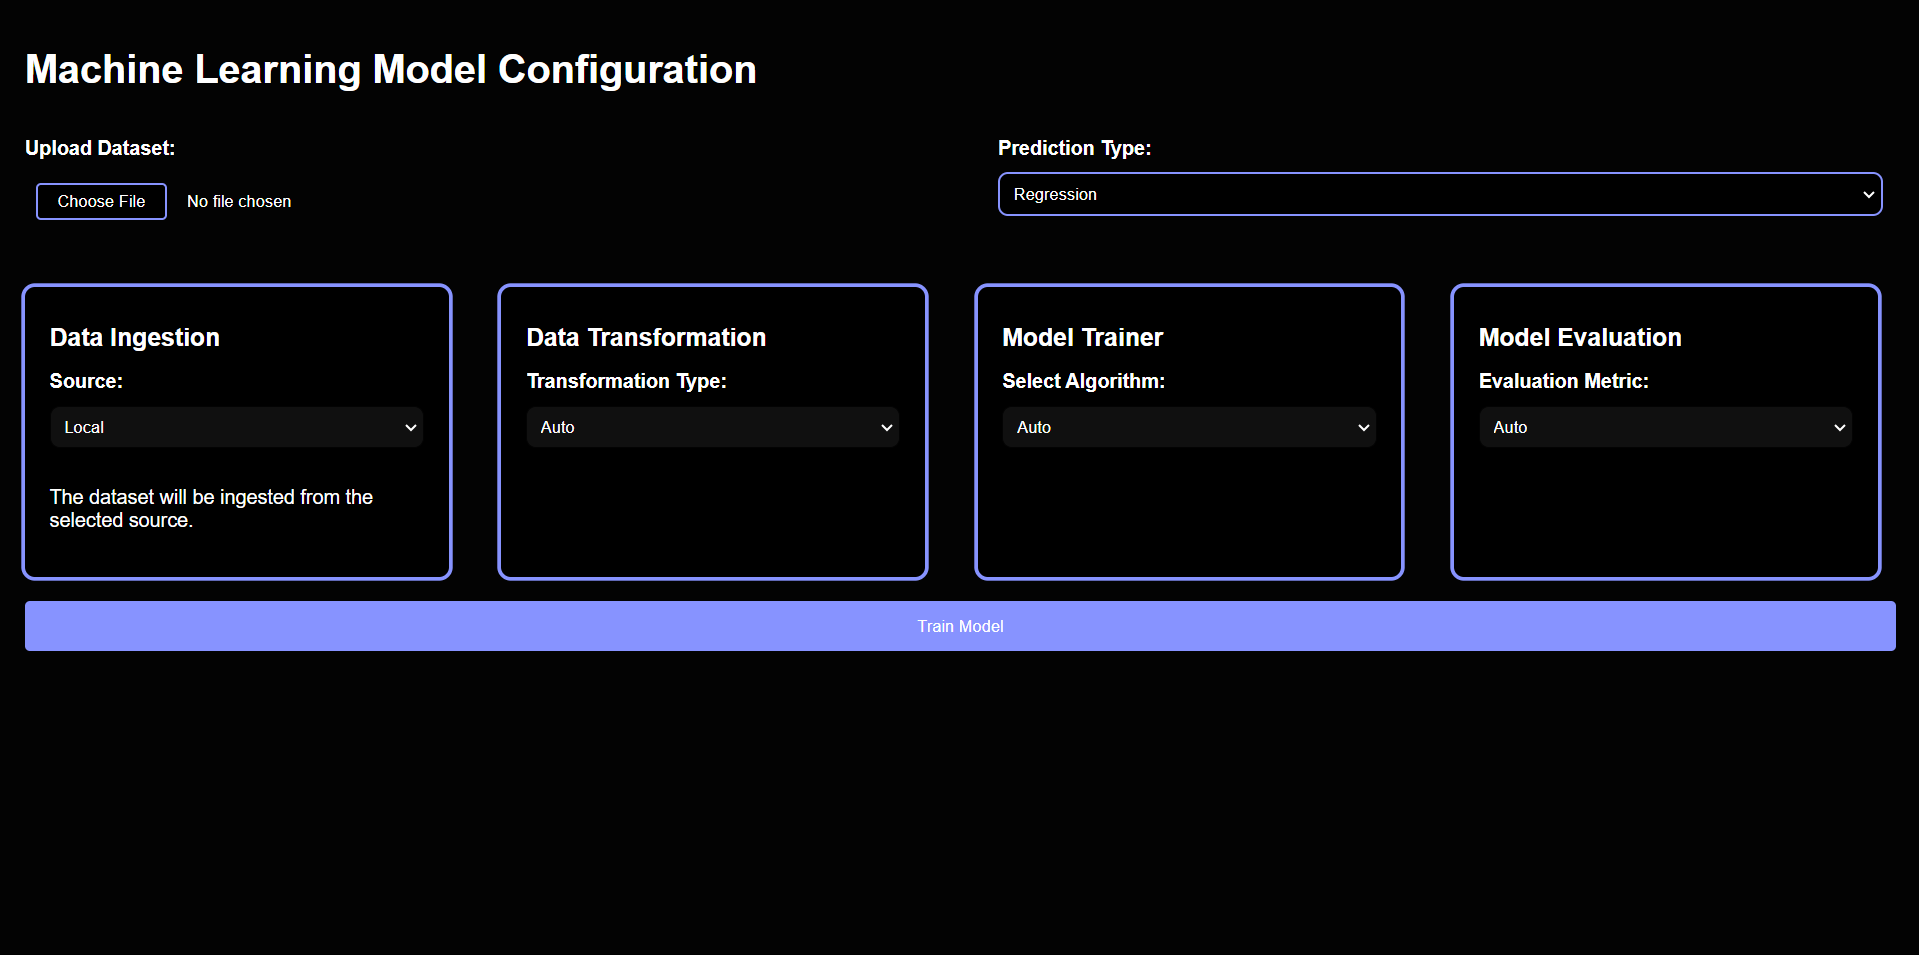 Machine Learning Model Configuration
Upload Dataset:
Choose File No file chosen
Prediction Type:
Regression
Data Ingestion
Source:
Local
The dataset will be ingested from the
selected source.
Data Transformation
Transformation Type:
Auto
Model Trainer
Select Algorithm:
Auto
Model Evaluation
Evaluation Metric:
Auto
Train Model